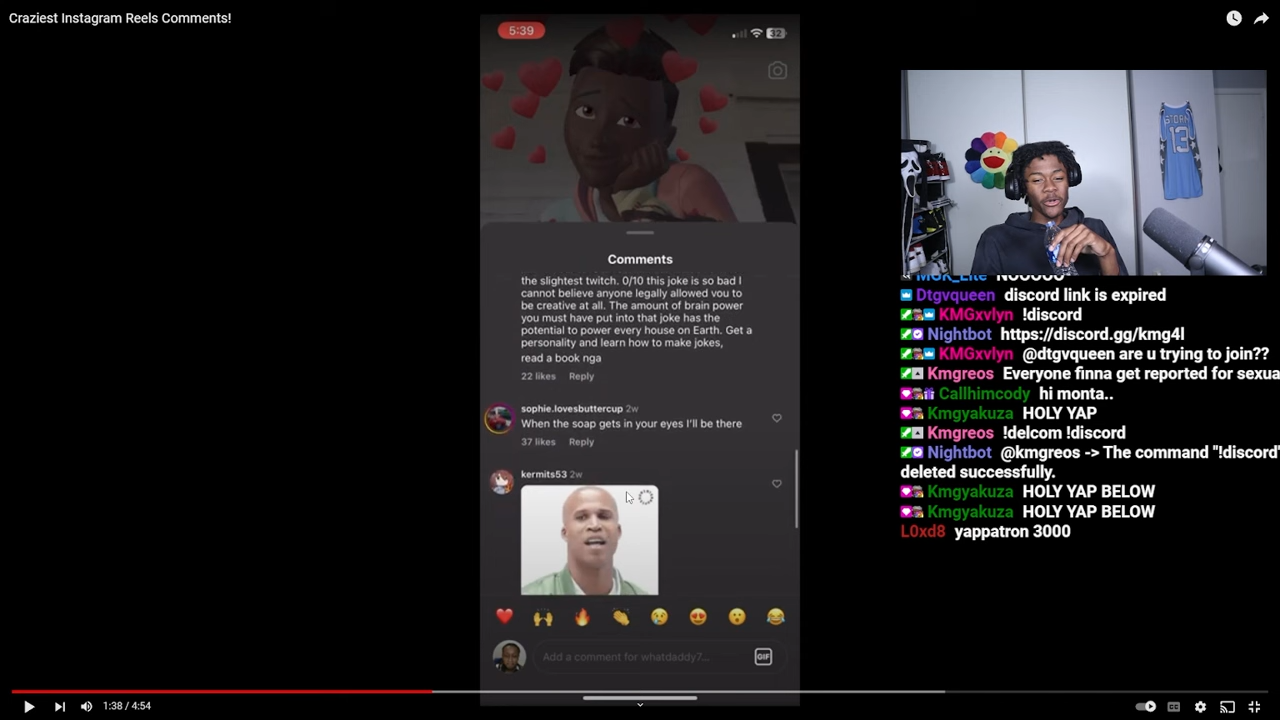 Craziest Instagram Reels Comments!
5:39
32
Comments
the slightest twitch. 0/10 this joke is so bad I
cannot believe anyone legally allowed you to
be creative at all. The amount of brain power
you must have put into that joke has the
potential to power every house on Earth. Get a
personality and learn how to make jokes,
read a book nga
22 likes Reply
sophie.lovesbuttercup 2w
When the soap gets in your eyes I'll be there
37 likes Reply
kermits53 2w
Add a comment for whatdaddy7...
GIF
1:38 / 4:54
STORM
13
MGK_Lite NOOOOO
Dtgvqueen discord link is expired
KMGxvlyn !discord
Nightbot https://discord.gg/kmg4l
KMGxvlyn @dtgvqueen are u trying to join??
Kmgreos Everyone finna get reported for sexua
Callhimcody hi monta..
Kmgyakuza HOLY YAP
Kmgreos !delcom !discord
Nightbot @kmgreos -> The command "!discord"
deleted successfully.
Kmgyakuza HOLY YAP BELOW
Kmgyakuza HOLY YAP BELOW
L0xd8 yappatron 3000